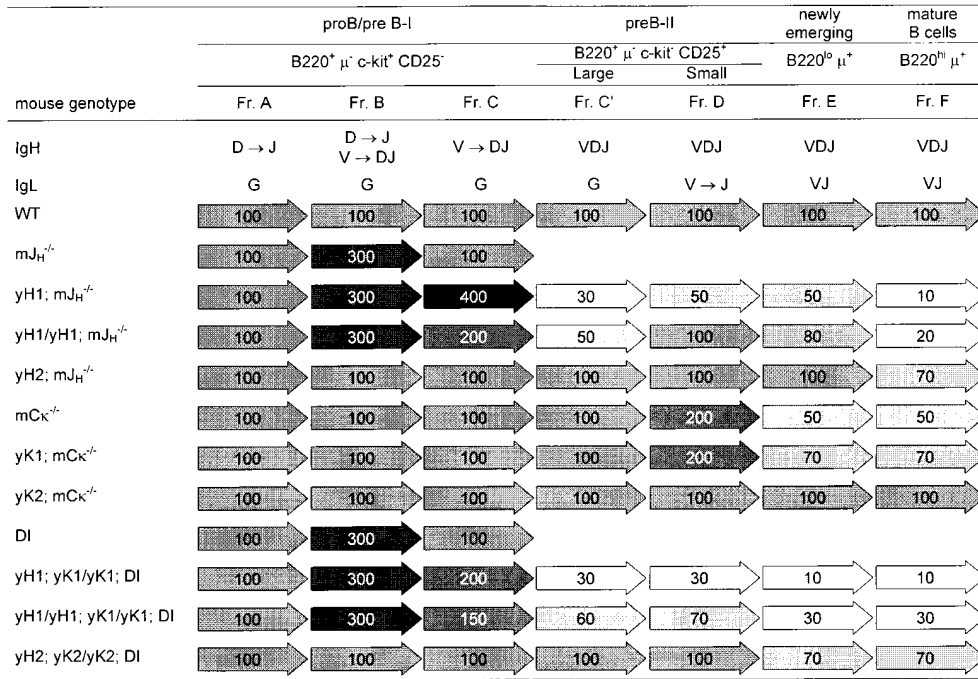 proB/pre B-I preB-II newly emerging mature B cells
B220⁺ μ⁻ c-kit⁺ CD25⁻ B220⁺ μ⁻ c-kit⁻ CD25⁺ B220ˡᵒ μ⁺ B220ʰⁱ μ⁺
Large Small
mouse genotype Fr. A Fr. B Fr. C Fr. C' Fr. D Fr. E Fr. F
IgH D → J D → J V → DJ V → DJ VDJ VDJ VDJ VDJ
IgL G G G G V → J VJ VJ
WT 100 100 100 100 100 100 100
mJH⁻/⁻ 100 300 100
yH1; mJH⁻/⁻ 100 300 400 30 50 50 10
yH1/yH1; mJH⁻/⁻ 100 300 200 50 100 80 20
yH2; mJH⁻/⁻ 100 100 100 100 100 100 70
mCκ⁻/⁻ 100 100 100 100 200 50 50
yK1; mCκ⁻/⁻ 100 100 100 100 200 70 70
yK2; mCκ⁻/⁻ 100 100 100 100 100 100 100
DI 100 300 100
yH1; yK1/yK1; DI 100 300 200 30 30 10 10
yH1/yH1; yK1/yK1; DI 100 300 150 60 70 30 30
yH2; yK2/yK2; DI 100 100 100 100 100 70 70